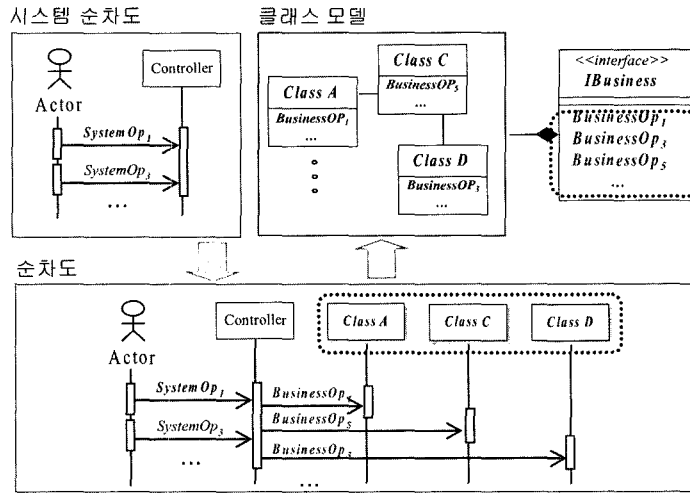 시스템 순차도
Actor
Controller
SystemOp₁
SystemOp₃
...
클래스 모델
Class A
BusinessOP₁
...
Class C
BusinessOP₅
...
Class D
BusinessOP₃
...
<<interface>>
IBusiness
BusinessOp₁
BusinessOp₃
BusinessOp₅
...
순차도
Actor
Controller
Class A
Class C
Class D
SystemOp₁
SystemOp₃
...
BusinessOp₁
BusinessOp₅
BusinessOp₃
...